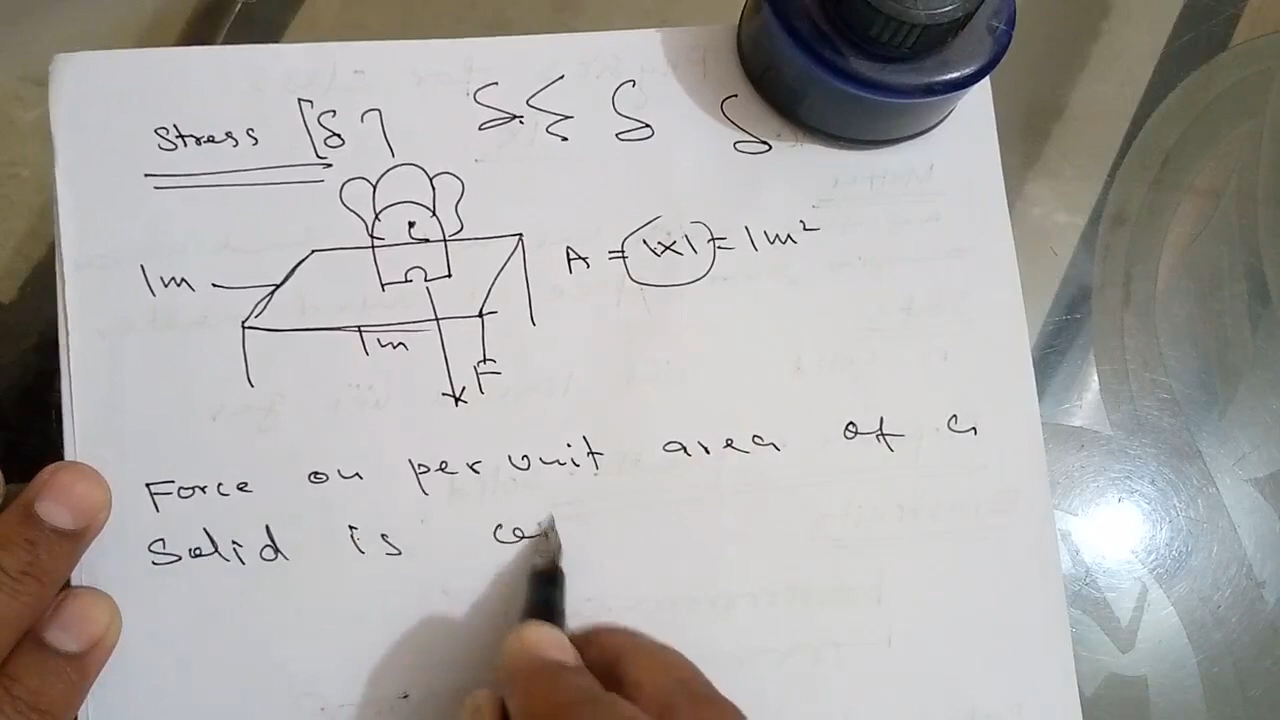 Stress [δ]
δ. { δ δ
A = 1×1 = 1m²
1m
1m
F
Force on per unit area of a
Solid is